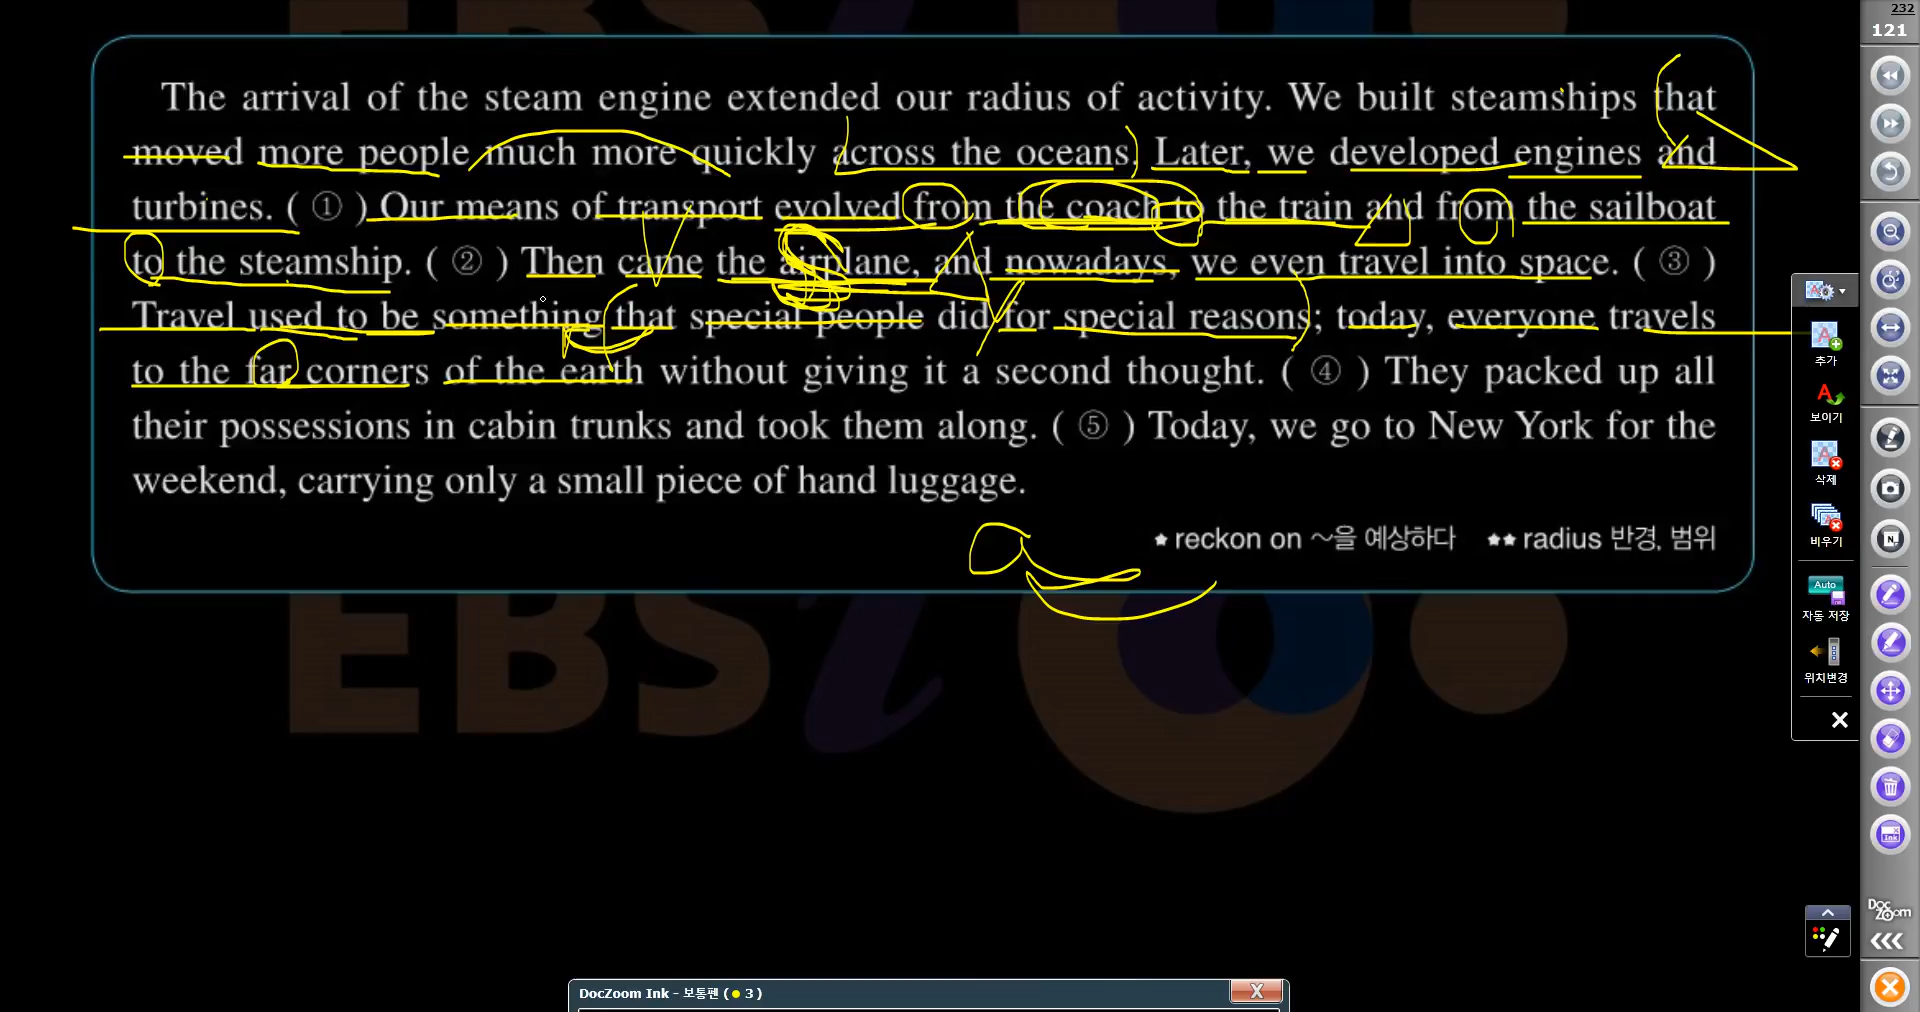 232
121
The arrival of the steam engine extended our radius of activity. We built steamships that
moved more people much more quickly across the oceans. Later, we developed engines and
turbines. ( ① ) Our means of transport evolved from the coach to the train and from the sailboat
to the steamship. ( ② ) Then came the airplane, and nowadays, we even travel into space. ( ③ )
Travel used to be something that special people did for special reasons; today, everyone travels
to the far corners of the earth without giving it a second thought. ( ④ ) They packed up all
their possessions in cabin trunks and took them along. ( ⑤ ) Today, we go to New York for the
weekend, carrying only a small piece of hand luggage.
★ reckon on ~을 예상하다 ★★ radius 반경, 범위
EBSi
추가
보이기
삭제
비우기
Auto
자동 저장
위치변경
Ink
Doc
Zoom
DocZoom Ink - 보통펜 ( ● 3 )